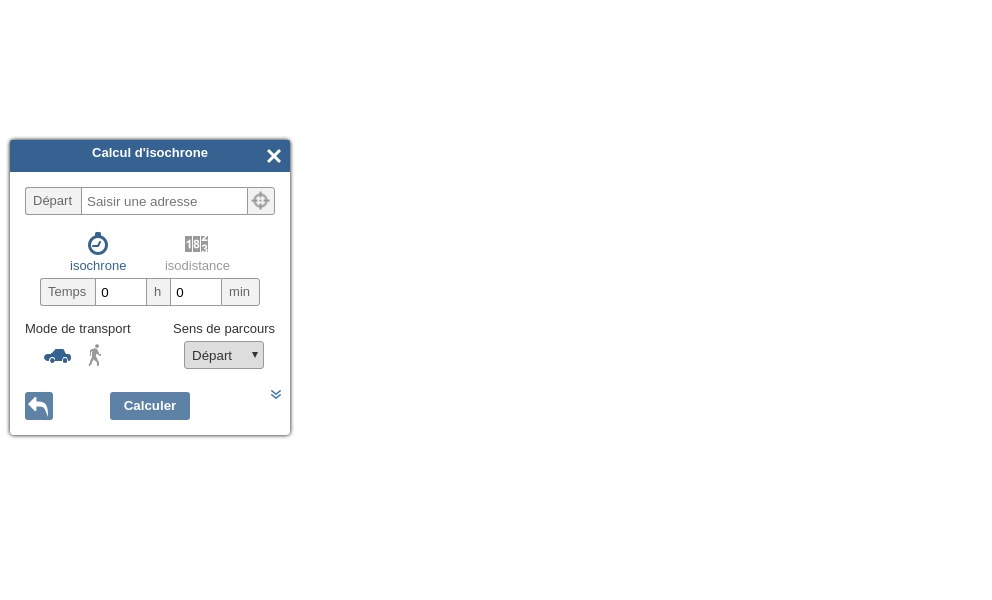 Calcul d'isochrone
Départ Saisir une adresse
isochrone isodistance
Temps 0 h 0 min
Mode de transport Sens de parcours
Départ
Calculer